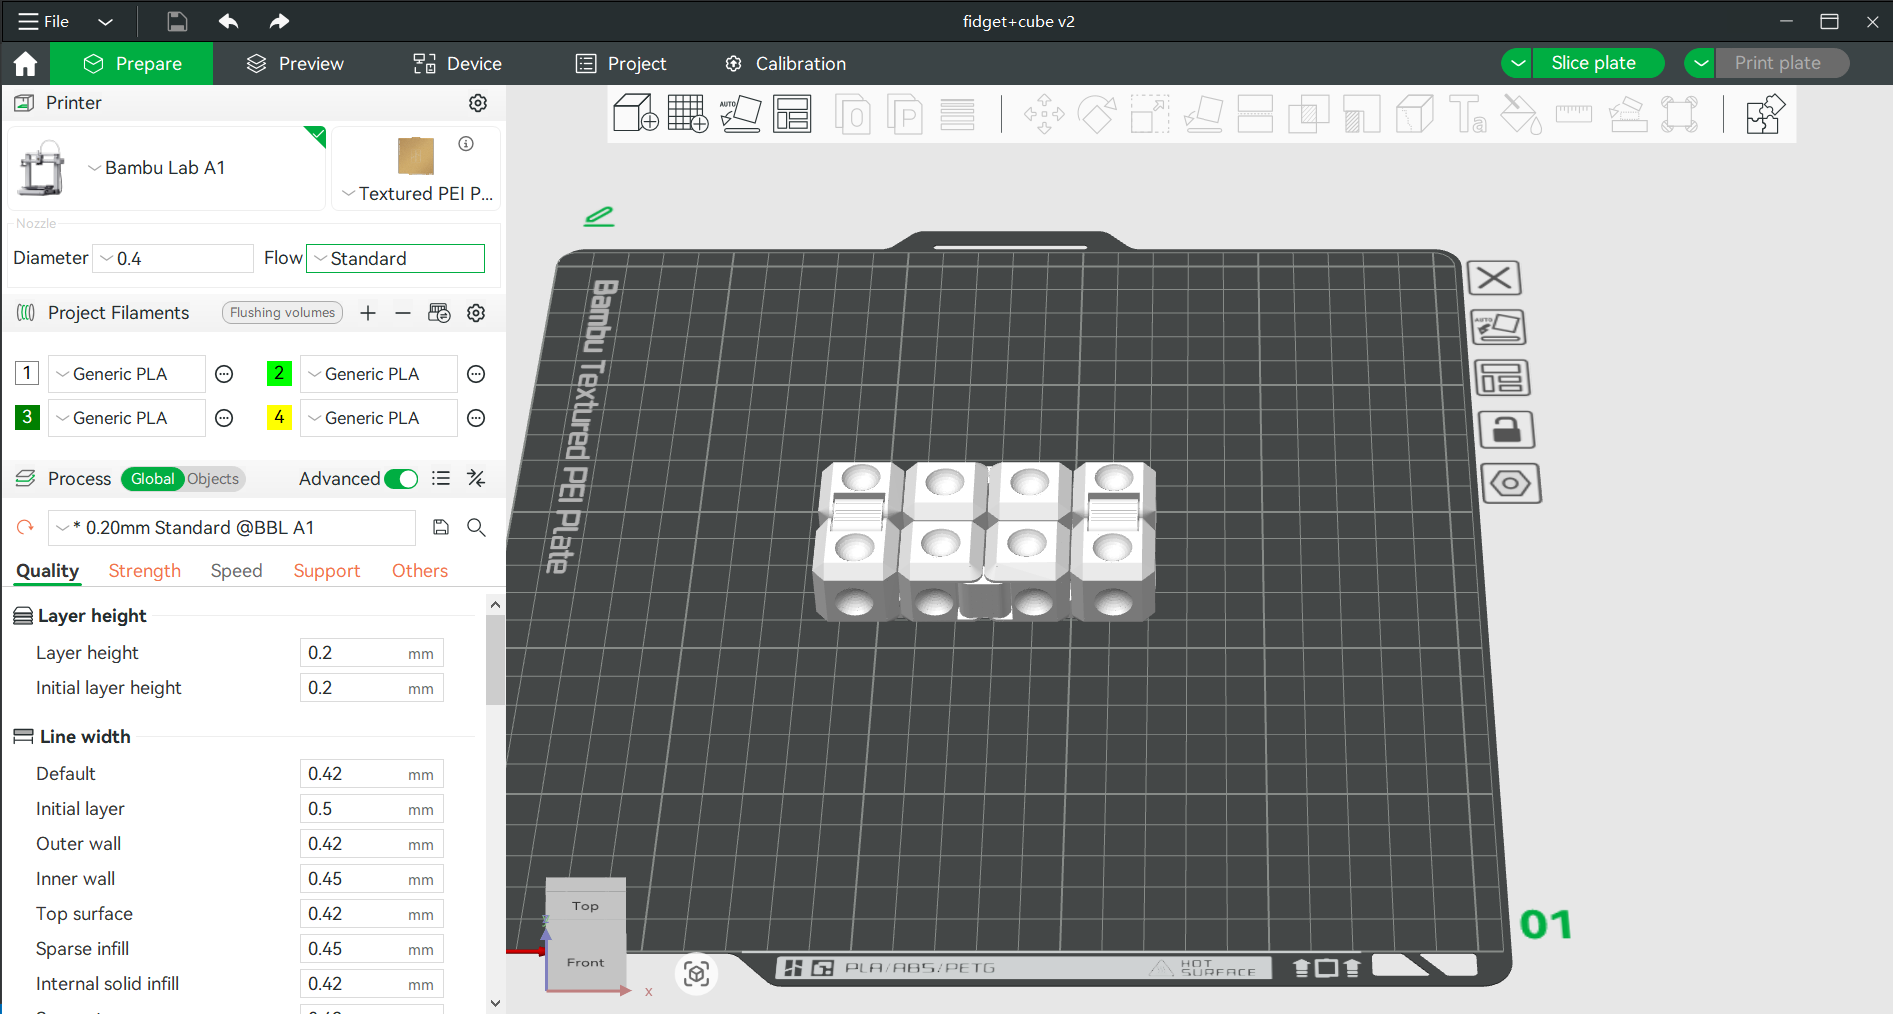 File
fidget+cube v2
Prepare
Preview
Device
Project
Calibration
Slice plate
Print plate
Printer
Bambu Lab A1
Textured PEI P...
Nozzle
Diameter
0.4
Flow
Standard
Project Filaments
Flushing volumes
1 Generic PLA
2 Generic PLA
3 Generic PLA
4 Generic PLA
Process
Global
Objects
Advanced
* 0.20mm Standard @BBL A1
Quality
Strength
Speed
Support
Others
Layer height
Layer height 0.2 mm
Initial layer height 0.2 mm
Line width
Default 0.42 mm
Initial layer 0.5 mm
Outer wall 0.42 mm
Inner wall 0.45 mm
Top surface 0.42 mm
Sparse infill 0.45 mm
Internal solid infill 0.42 mm
AUTO
Ta
Bambu Textured PEI Plate
AUTO
01
Top
Front
x
PLA/ABS/PETG
HOT
SURFACE